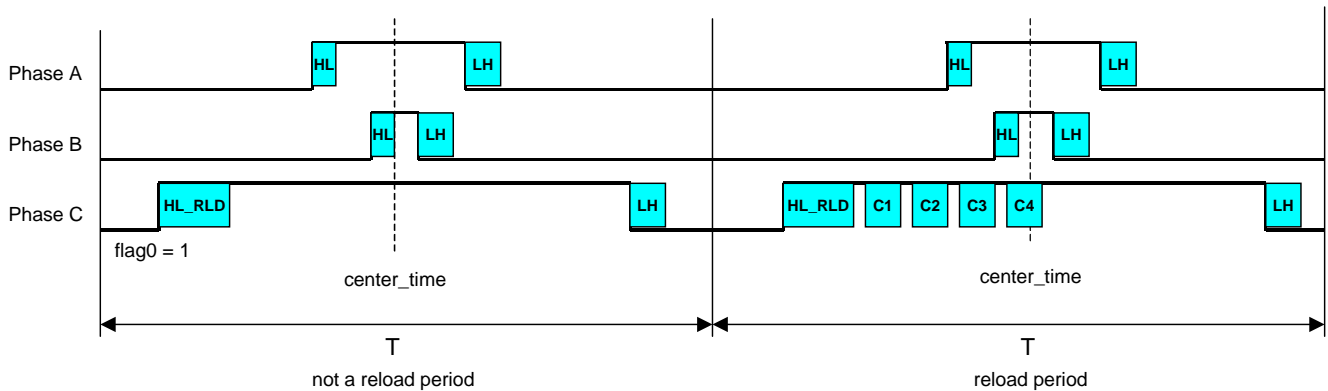 Phase A HL LH HL LH
Phase B HL LH HL LH
Phase C HL_RLD LH HL_RLD C1 C2 C3 C4 LH
flag0 = 1
center_time center_time
T T
not a reload period reload period